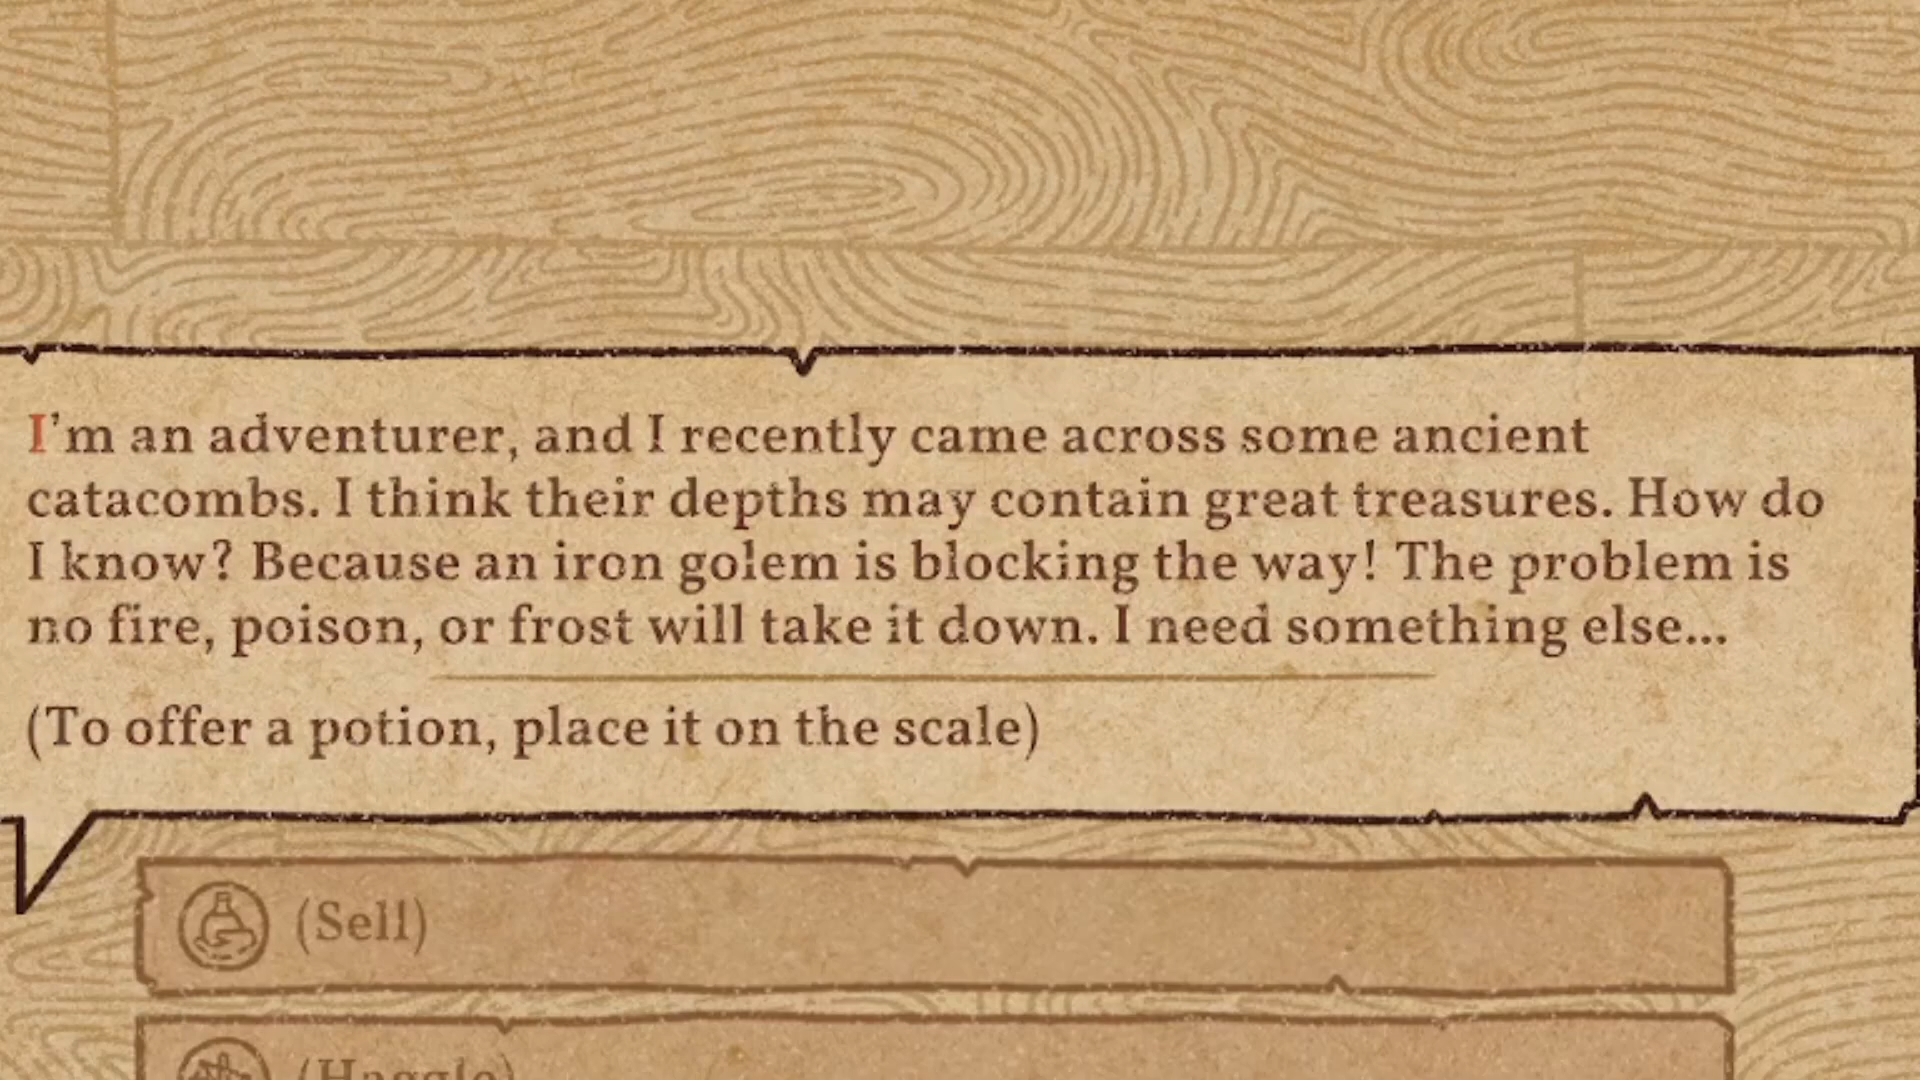 I'm an adventurer, and I recently came across some ancient
catacombs. I think their depths may contain great treasures. How do
I know? Because an iron golem is blocking the way! The problem is
no fire, poison, or frost will take it down. I need something else...
(To offer a potion, place it on the scale)
(Sell)
(Haggle)